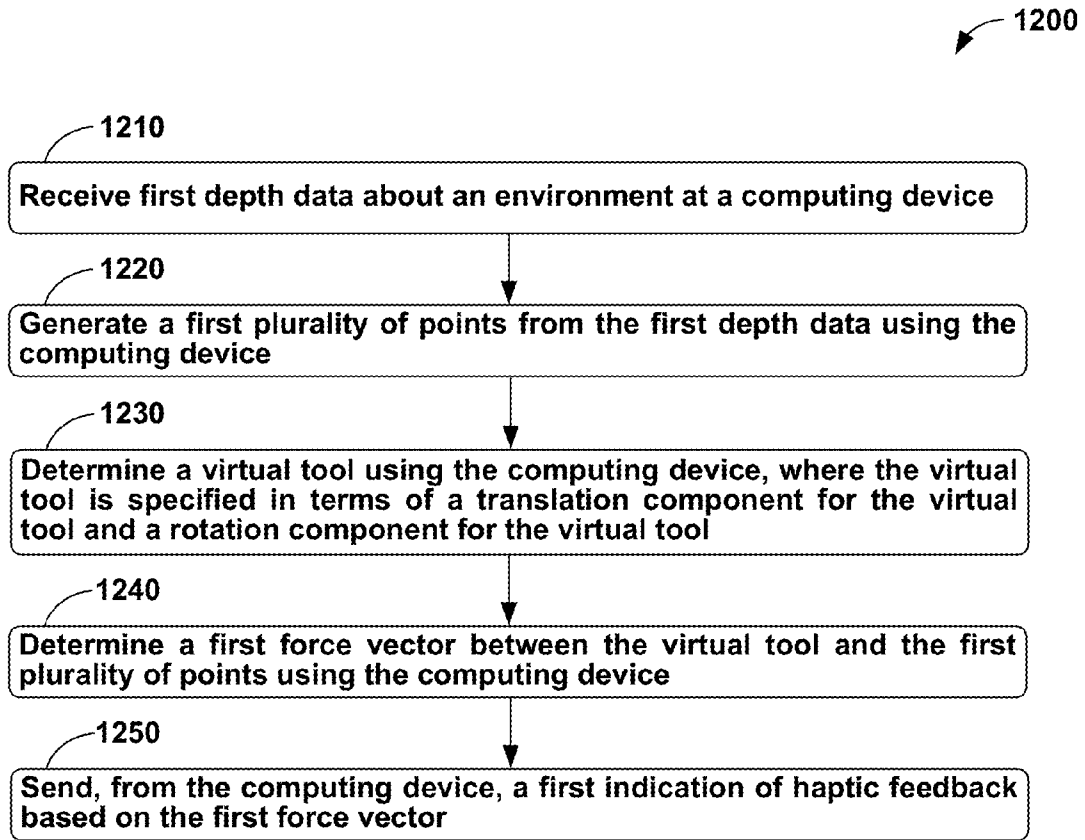 1200
1210
Receive first depth data about an environment at a computing device
1220
Generate a first plurality of points from the first depth data using the
computing device
1230
Determine a virtual tool using the computing device, where the virtual
tool is specified in terms of a translation component for the virtual
tool and a rotation component for the virtual tool
1240
Determine a first force vector between the virtual tool and the first
plurality of points using the computing device
1250
Send, from the computing device, a first indication of haptic feedback
based on the first force vector